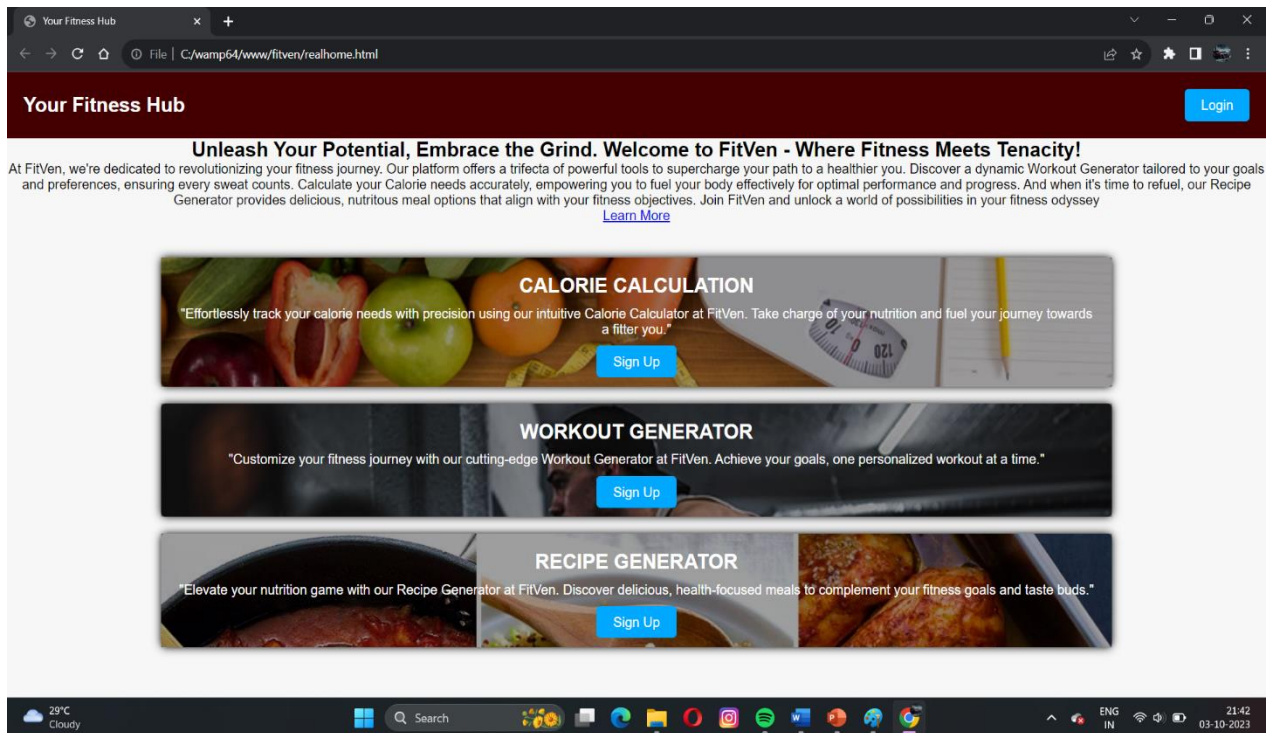 Your Fitness Hub
File | C:/wamp64/www/fitven/realhome.html
Your Fitness Hub
Login
Unleash Your Potential, Embrace the Grind. Welcome to FitVen - Where Fitness Meets Tenacity!
At FitVen, we're dedicated to revolutionizing your fitness journey. Our platform offers a trifecta of powerful tools to supercharge your path to a healthier you. Discover a dynamic Workout Generator tailored to your goals
and preferences, ensuring every sweat counts. Calculate your Calorie needs accurately, empowering you to fuel your body effectively for optimal performance and progress. And when it's time to refuel, our Recipe
Generator provides delicious, nutritous meal options that align with your fitness objectives. Join FitVen and unlock a world of possibilities in your fitness odyssey
Learn More
CALORIE CALCULATION
"Effortlessly track your calorie needs with precision using our intuitive Calorie Calculator at FitVen. Take charge of your nutrition and fuel your journey towards
a fitter you."
Sign Up
WORKOUT GENERATOR
"Customize your fitness journey with our cutting-edge Workout Generator at FitVen. Achieve your goals, one personalized workout at a time."
Sign Up
RECIPE GENERATOR
"Elevate your nutrition game with our Recipe Generator at FitVen. Discover delicious, health-focused meals to complement your fitness goals and taste buds."
Sign Up
29°C
Cloudy
Search
ENG
IN
21:42
03-10-2023